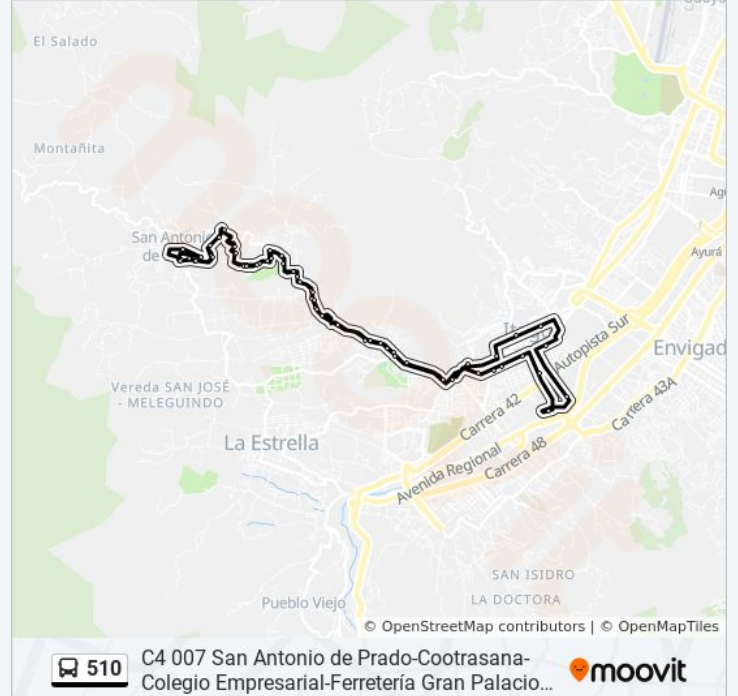 El Salado
Montañita
San Antonio
de
Vereda SAN JOSÉ
- MELEGUINDO
La Estrella
Ayurá
Autopista Sur
Envigad
Carrera 42
Carrera 43A
Avenida Regional
Carrera 48
SAN ISIDRO
LA DOCTORA
Pueblo Viejo
© OpenStreetMap contributors | © OpenMapTiles
510
C4 007 San Antonio de Prado-Cootrasana-
Colegio Empresarial-Ferretería Gran Palacio...
moovit